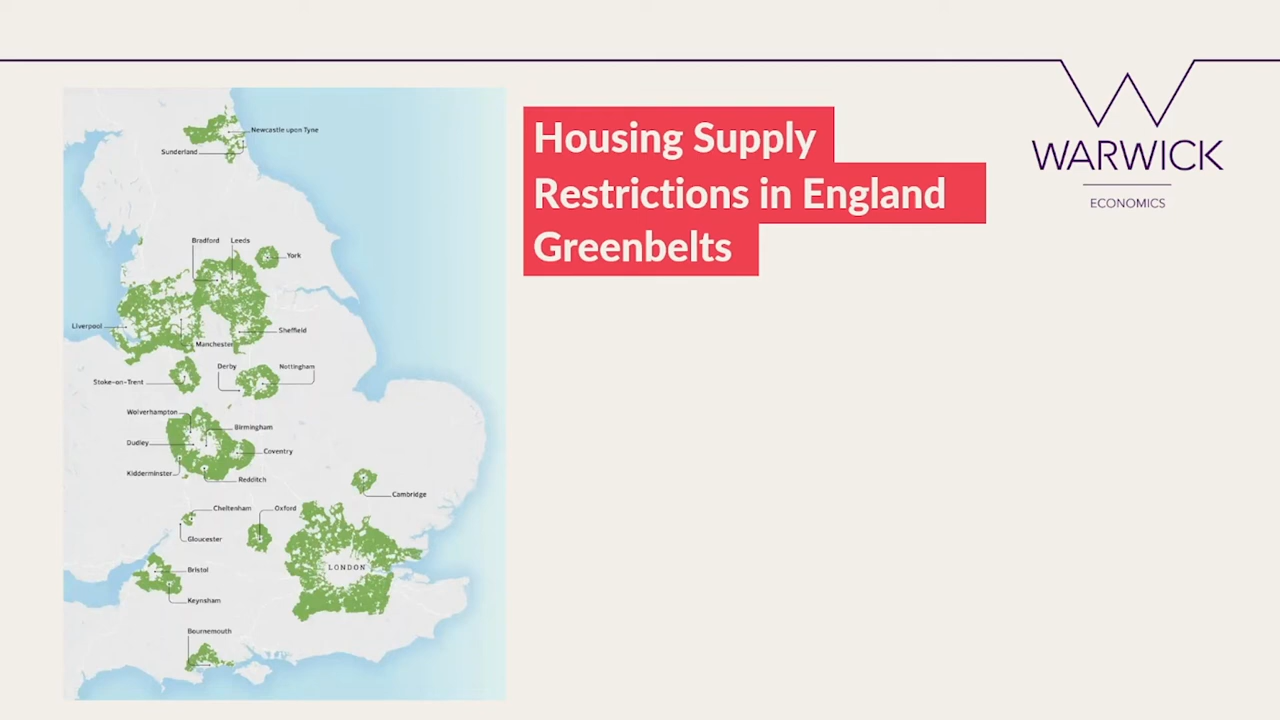 Housing Supply
Restrictions in England
Greenbelts
WARWICK
ECONOMICS
Newcastle upon Tyne
Sunderland
Bradford
Leeds
York
Liverpool
Sheffield
Manchester
Derby
Nottingham
Stoke-on-Trent
Wolverhampton
Birmingham
Dudley
Coventry
Kidderminster
Redditch
Cambridge
Cheltenham
Oxford
Gloucester
LONDON
Bristol
Keynsham
Bournemouth